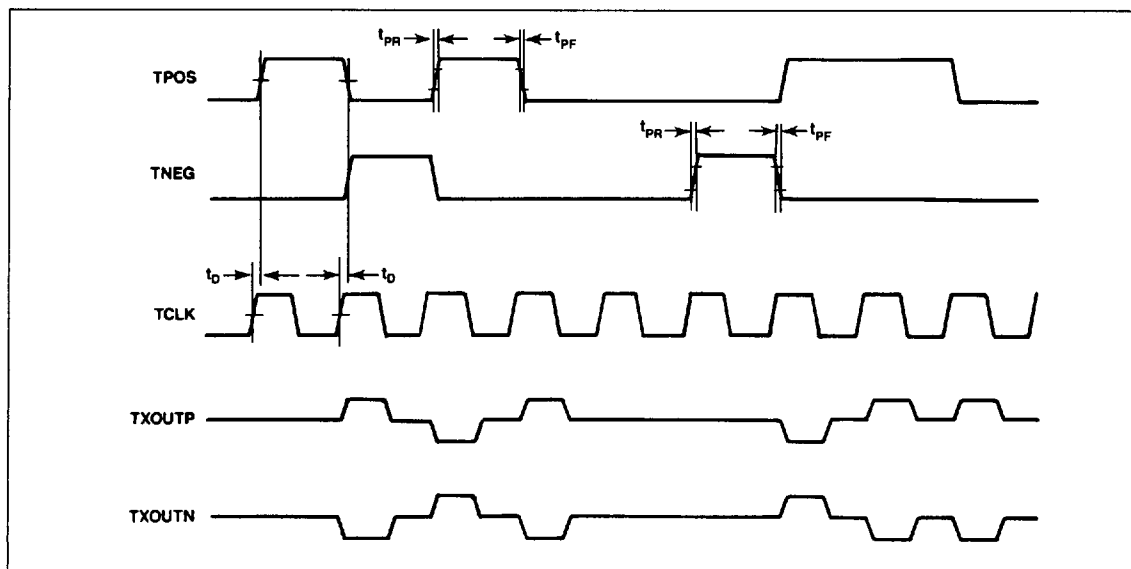 tPR tPF
TPOS
tPR tPF
TNEG
tD tD
TCLK
TXOUTP
TXOUTN